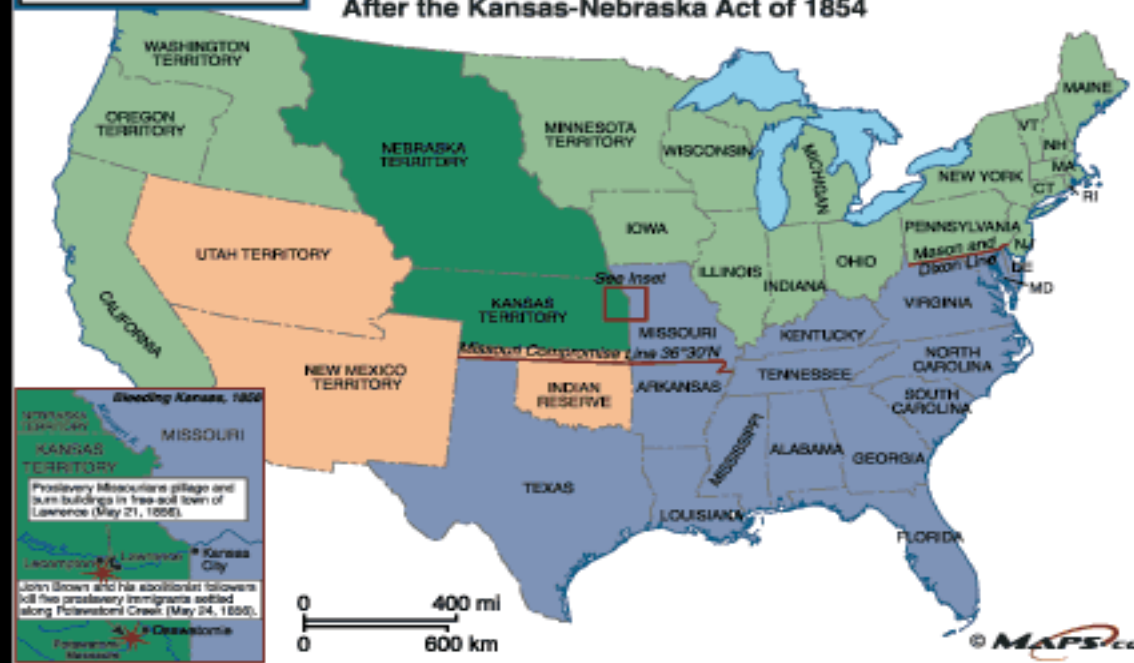 After the Kansas-Nebraska Act of 1854
WASHINGTON
TERRITORY
OREGON
TERRITORY
NEBRASKA
TERRITORY
MINNESOTA
TERRITORY
WISCONSIN
MICHIGAN
MAINE
VT
NH
MA
NEW YORK
CT
RI
IOWA
PENNSYLVANIA
NJ
Mason and
Dixon Line
DE
MD
UTAH TERRITORY
ILLINOIS
INDIANA
OHIO
See Inset
KANSAS
TERRITORY
MISSOURI
VIRGINIA
KENTUCKY
CALIFORNIA
Missouri Compromise Line 36°30'N
NORTH
CAROLINA
TENNESSEE
NEW MEXICO
TERRITORY
INDIAN
RESERVE
ARKANSAS
SOUTH
CAROLINA
MISSISSIPPI
ALABAMA
GEORGIA
TEXAS
LOUISIANA
FLORIDA
Bleeding Kansas, 1856
NEBRASKA
TERRITORY
Missouri R.
MISSOURI
KANSAS
TERRITORY
Proslavery Missourians pillage and
burn buildings in free-soil town of
Lawrence (May 21, 1856).
Lecompton
Lawrence
Kansas
City
John Brown and his abolitionist followers
kill five proslavery immigrants settled
along Potawatomi Creek (May 24, 1856).
Osawatomie
Potawatomi
Massacre
0 400 mi
0 600 km
© MAPS.co